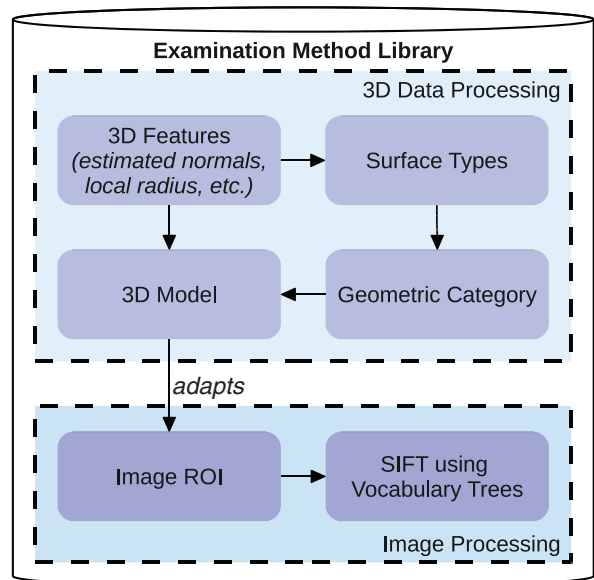 Examination Method Library
3D Data Processing
3D Features
(estimated normals,
local radius, etc.)
Surface Types
3D Model
Geometric Category
adapts
Image ROI
SIFT using
Vocabulary Trees
Image Processing